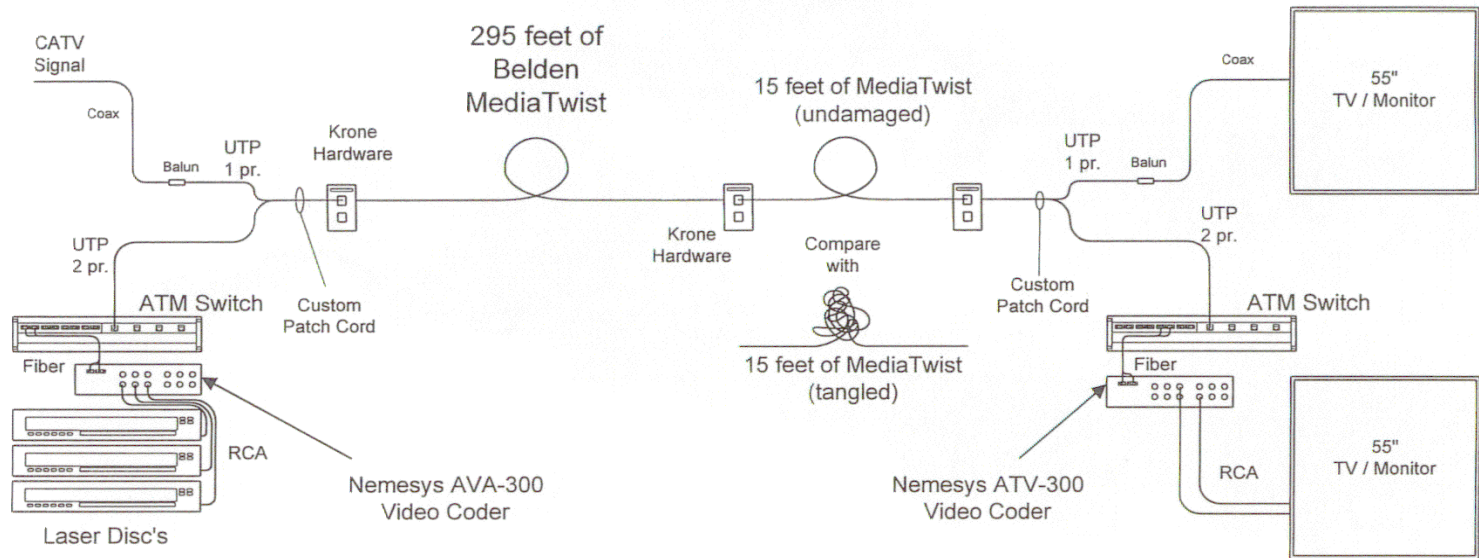 CATV
Signal
Coax
Balun
UTP
1 pr.
UTP
2 pr.
Krone
Hardware
295 feet of
Belden
MediaTwist
15 feet of MediaTwist
(undamaged)
Krone
Hardware
Compare
with
15 feet of MediaTwist
(tangled)
Custom
Patch Cord
ATM Switch
Fiber
RCA
Laser Disc's
Nemesys AVA-300
Video Coder
UTP
1 pr.
Balun
Coax
55"
TV / Monitor
UTP
2 pr.
Custom
Patch Cord
ATM Switch
Fiber
Nemesys ATV-300
Video Coder
RCA
55"
TV / Monitor